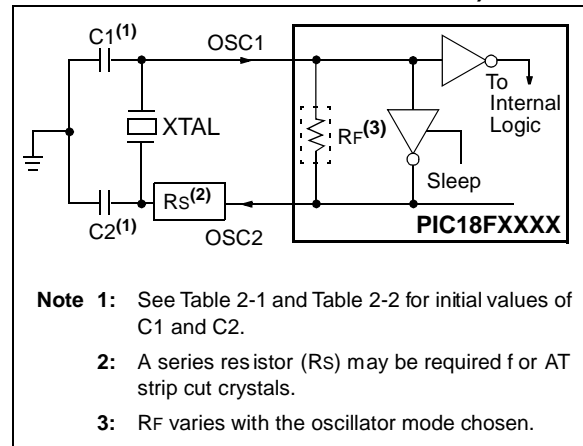 C1(1)
OSC1
To
Internal
Logic
XTAL
RF(3)
Sleep
RS(2)
C2(1)
OSC2
PIC18FXXXX
Note 1: See Table 2-1 and Table 2-2 for initial values of
C1 and C2.
2: A series resistor (RS) may be required for AT
strip cut crystals.
3: RF varies with the oscillator mode chosen.